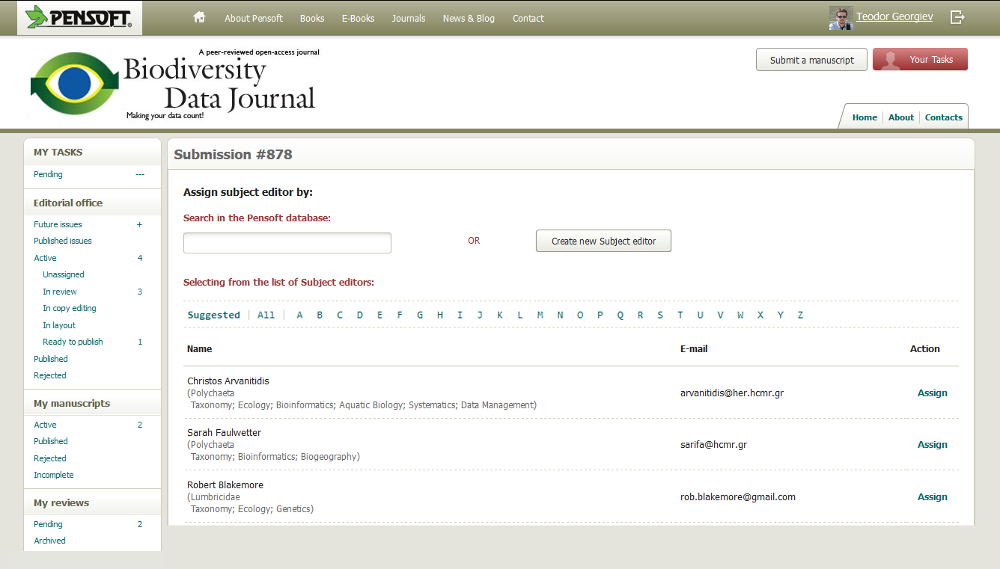 PENSOFT®
About Pensoft Books E-Books Journals News & Blog Contact
Teodor Georgiev
A peer-reviewed open-access journal
Biodiversity
Data Journal
Making your data count!
Submit a manuscript
Your Tasks
Home About Contacts
MY TASKS
Pending ---
Editorial office
Future issues +
Published issues
Active 4
Unassigned
In review 3
In copy editing
In layout
Ready to publish 1
Published
Rejected
My manuscripts
Active 2
Published
Rejected
Incomplete
My reviews
Pending 2
Archived
Submission #878
Assign subject editor by:
Search in the Pensoft database:
OR
Create new Subject editor
Selecting from the list of Subject editors:
Suggested | All | A B C D E F G H I J K L M N O P Q R S T U V W X Y Z
Name E-mail Action
Christos Arvanitidis
(Polychaeta
Taxonomy; Ecology; Bioinformatics; Aquatic Biology; Systematics; Data Management)
arvanitidis@her.hcmr.gr Assign
Sarah Faulwetter
(Polychaeta
Taxonomy; Bioinformatics; Biogeography)
sarifa@hcmr.gr Assign
Robert Blakemore
(Lumbricidae
Taxonomy; Ecology; Genetics)
rob.blakemore@gmail.com Assign